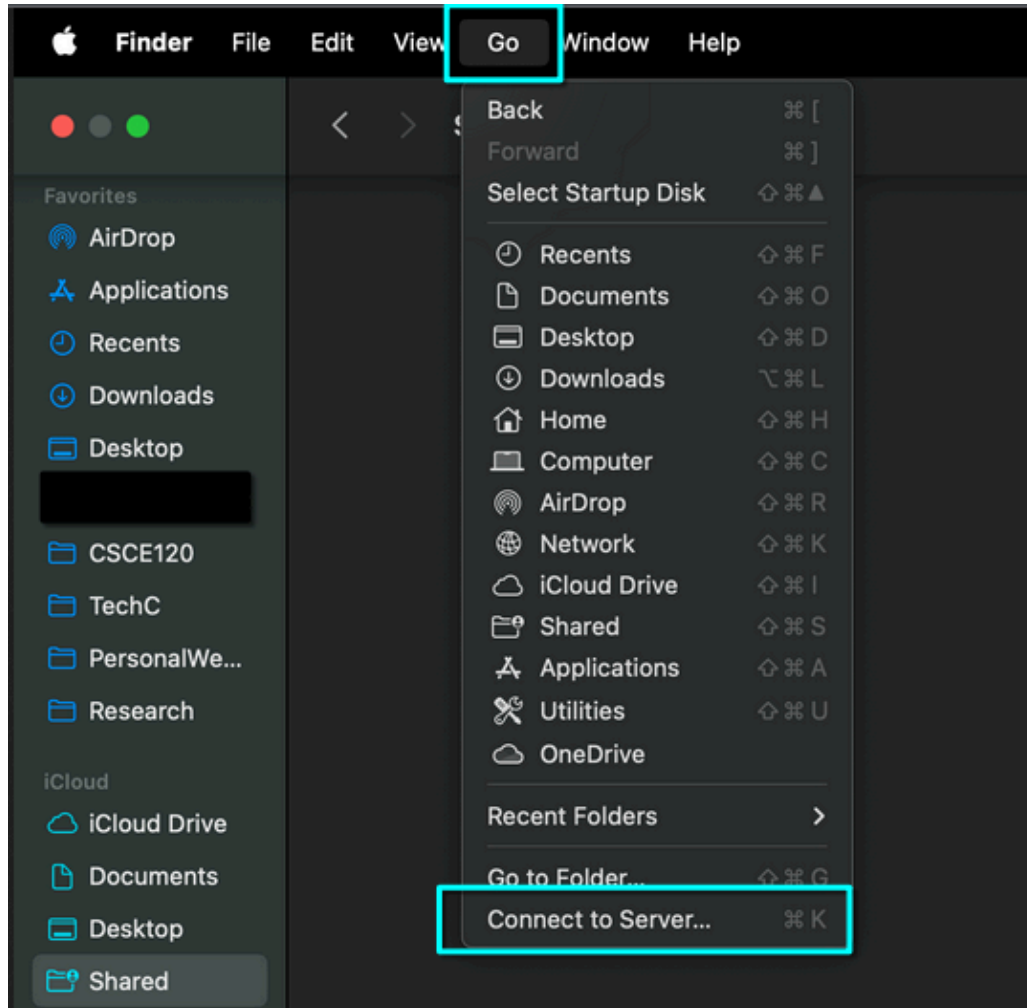 Finder File Edit View Go Window Help
Favorites
AirDrop
Applications
Recents
Downloads
Desktop
CSCE120
TechC
PersonalWe...
Research
iCloud
iCloud Drive
Documents
Desktop
Shared
Back ⌘ [
Forward ⌘ ]
Select Startup Disk ⇧ ⌘ ▲
Recents ⇧ ⌘ F
Documents ⇧ ⌘ O
Desktop ⇧ ⌘ D
Downloads ⌥ ⌘ L
Home ⇧ ⌘ H
Computer ⇧ ⌘ C
AirDrop ⇧ ⌘ R
Network ⇧ ⌘ K
iCloud Drive ⇧ ⌘ I
Shared ⇧ ⌘ S
Applications ⇧ ⌘ A
Utilities ⇧ ⌘ U
OneDrive
Recent Folders >
Go to Folder... ⇧ ⌘ G
Connect to Server... ⌘ K